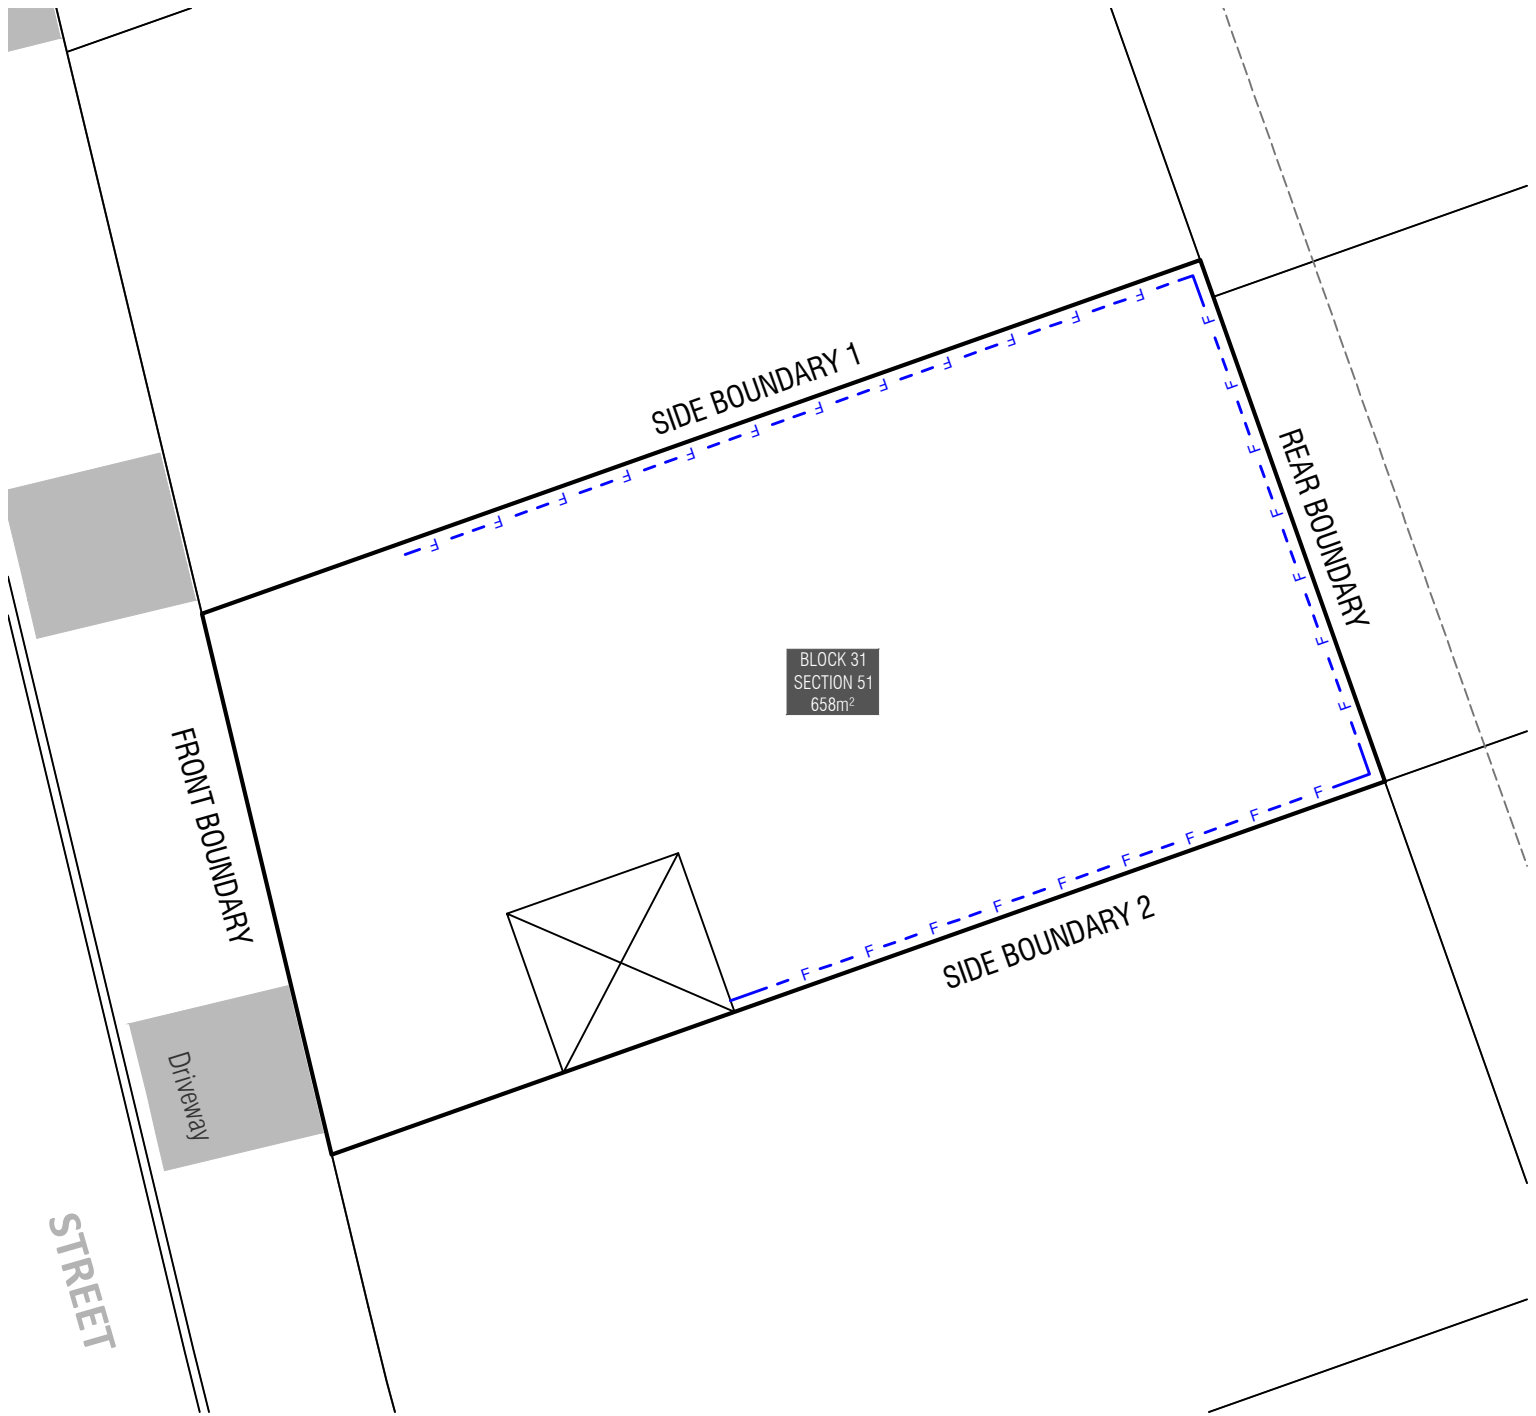 SIDE BOUNDARY 1
F F F F F F F F F F F F
REAR BOUNDARY
F F F F F F F
BLOCK 31
SECTION 51
658m²
FRONT BOUNDARY
F F F F F F F F F
SIDE BOUNDARY 2
Driveway
STREET